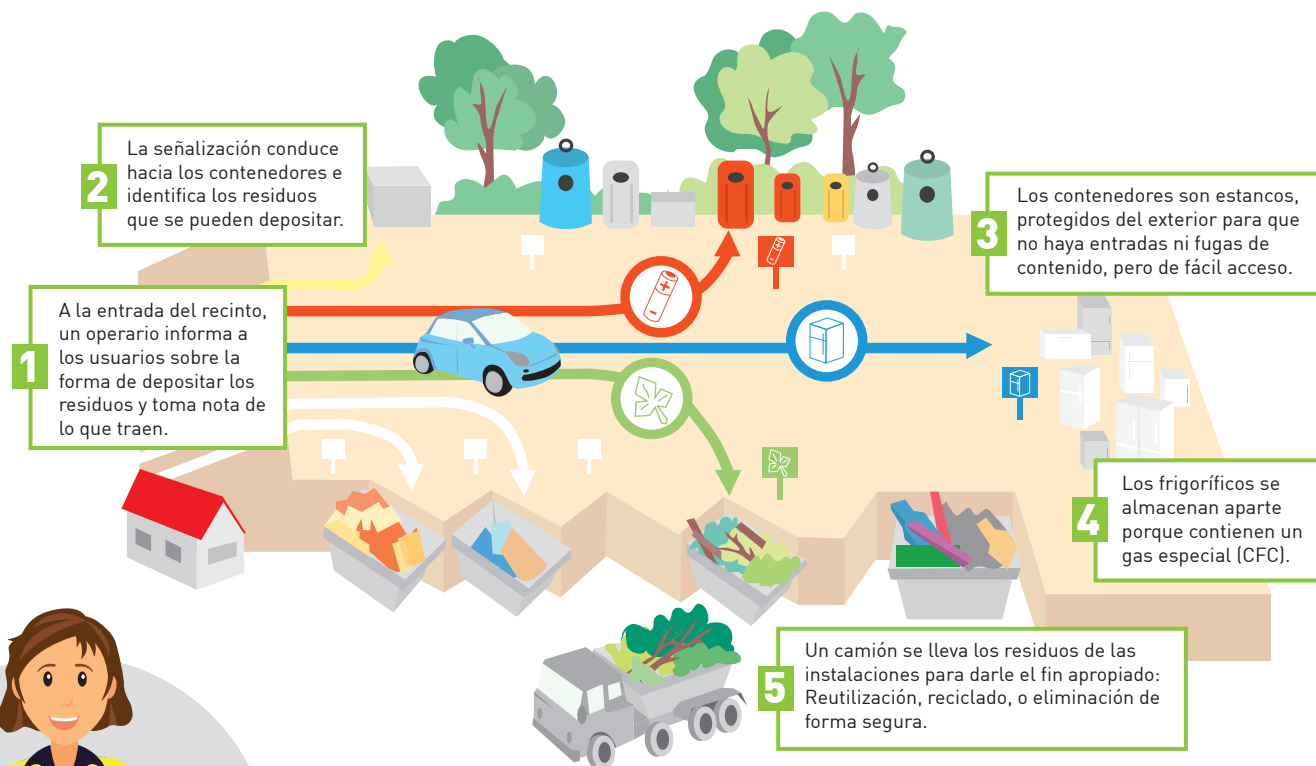 1
A la entrada del recinto,
un operario informa a
los usuarios sobre la
forma de depositar los
residuos y toma nota de
lo que traen.
2
La señalización conduce
hacia los contenedores e
identifica los residuos
que se pueden depositar.
3
Los contenedores son estancos,
protegidos del exterior para que
no haya entradas ni fugas de
contenido, pero de fácil acceso.
4
Los frigoríficos se
almacenan aparte
porque contienen un
gas especial (CFC).
5
Un camión se lleva los residuos de las
instalaciones para darle el fin apropiado:
Reutilización, reciclado, o eliminación de
forma segura.